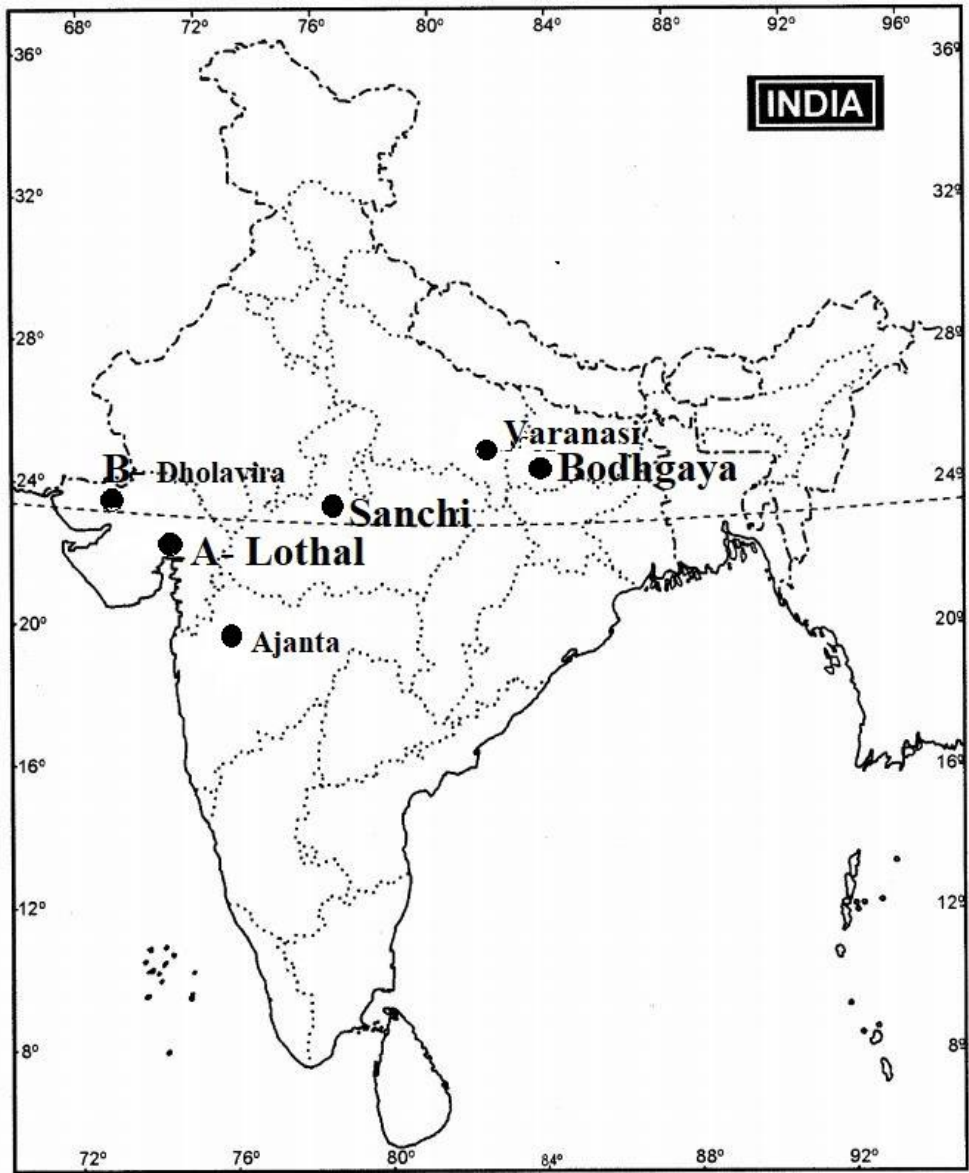 68° 72° 76° 80° 84° 88° 92° 96°
36° 36°
INDIA
32° 32°
28° 28°
Varanasi
B- Dholavira
Bodhgaya
24° 24°
Sanchi
A- Lothal
20° 20°
Ajanta
16° 16°
12° 12°
8° 8°
72° 76° 80° 84° 88° 92°